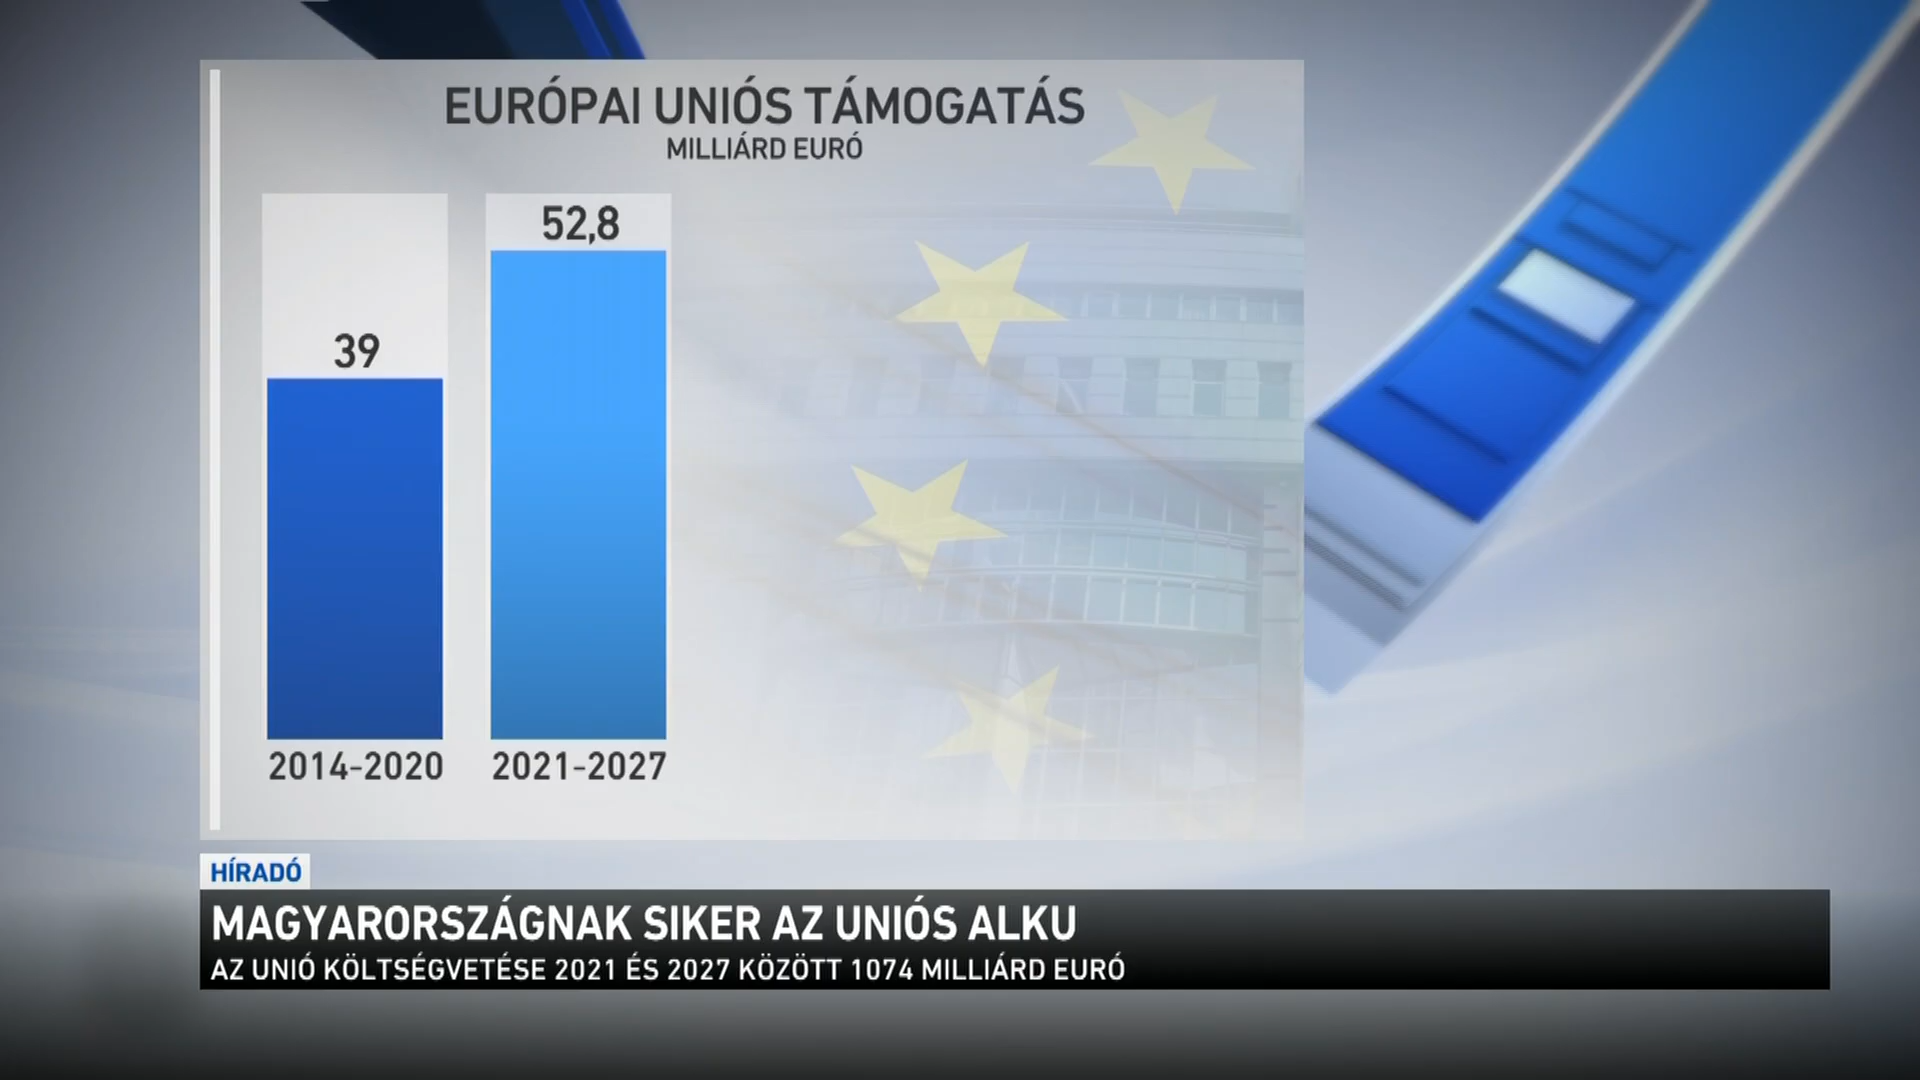 EURÓPAI UNIÓS TÁMOGATÁS
MILLIÁRD EURÓ
39
52,8
2014-2020
2021-2027
HÍRADÓ
MAGYARORSZÁGNAK SIKER AZ UNIÓS ALKU
AZ UNIÓ KÖLTSÉGVETÉSE 2021 ÉS 2027 KÖZÖTT 1074 MILLIÁRD EURÓ